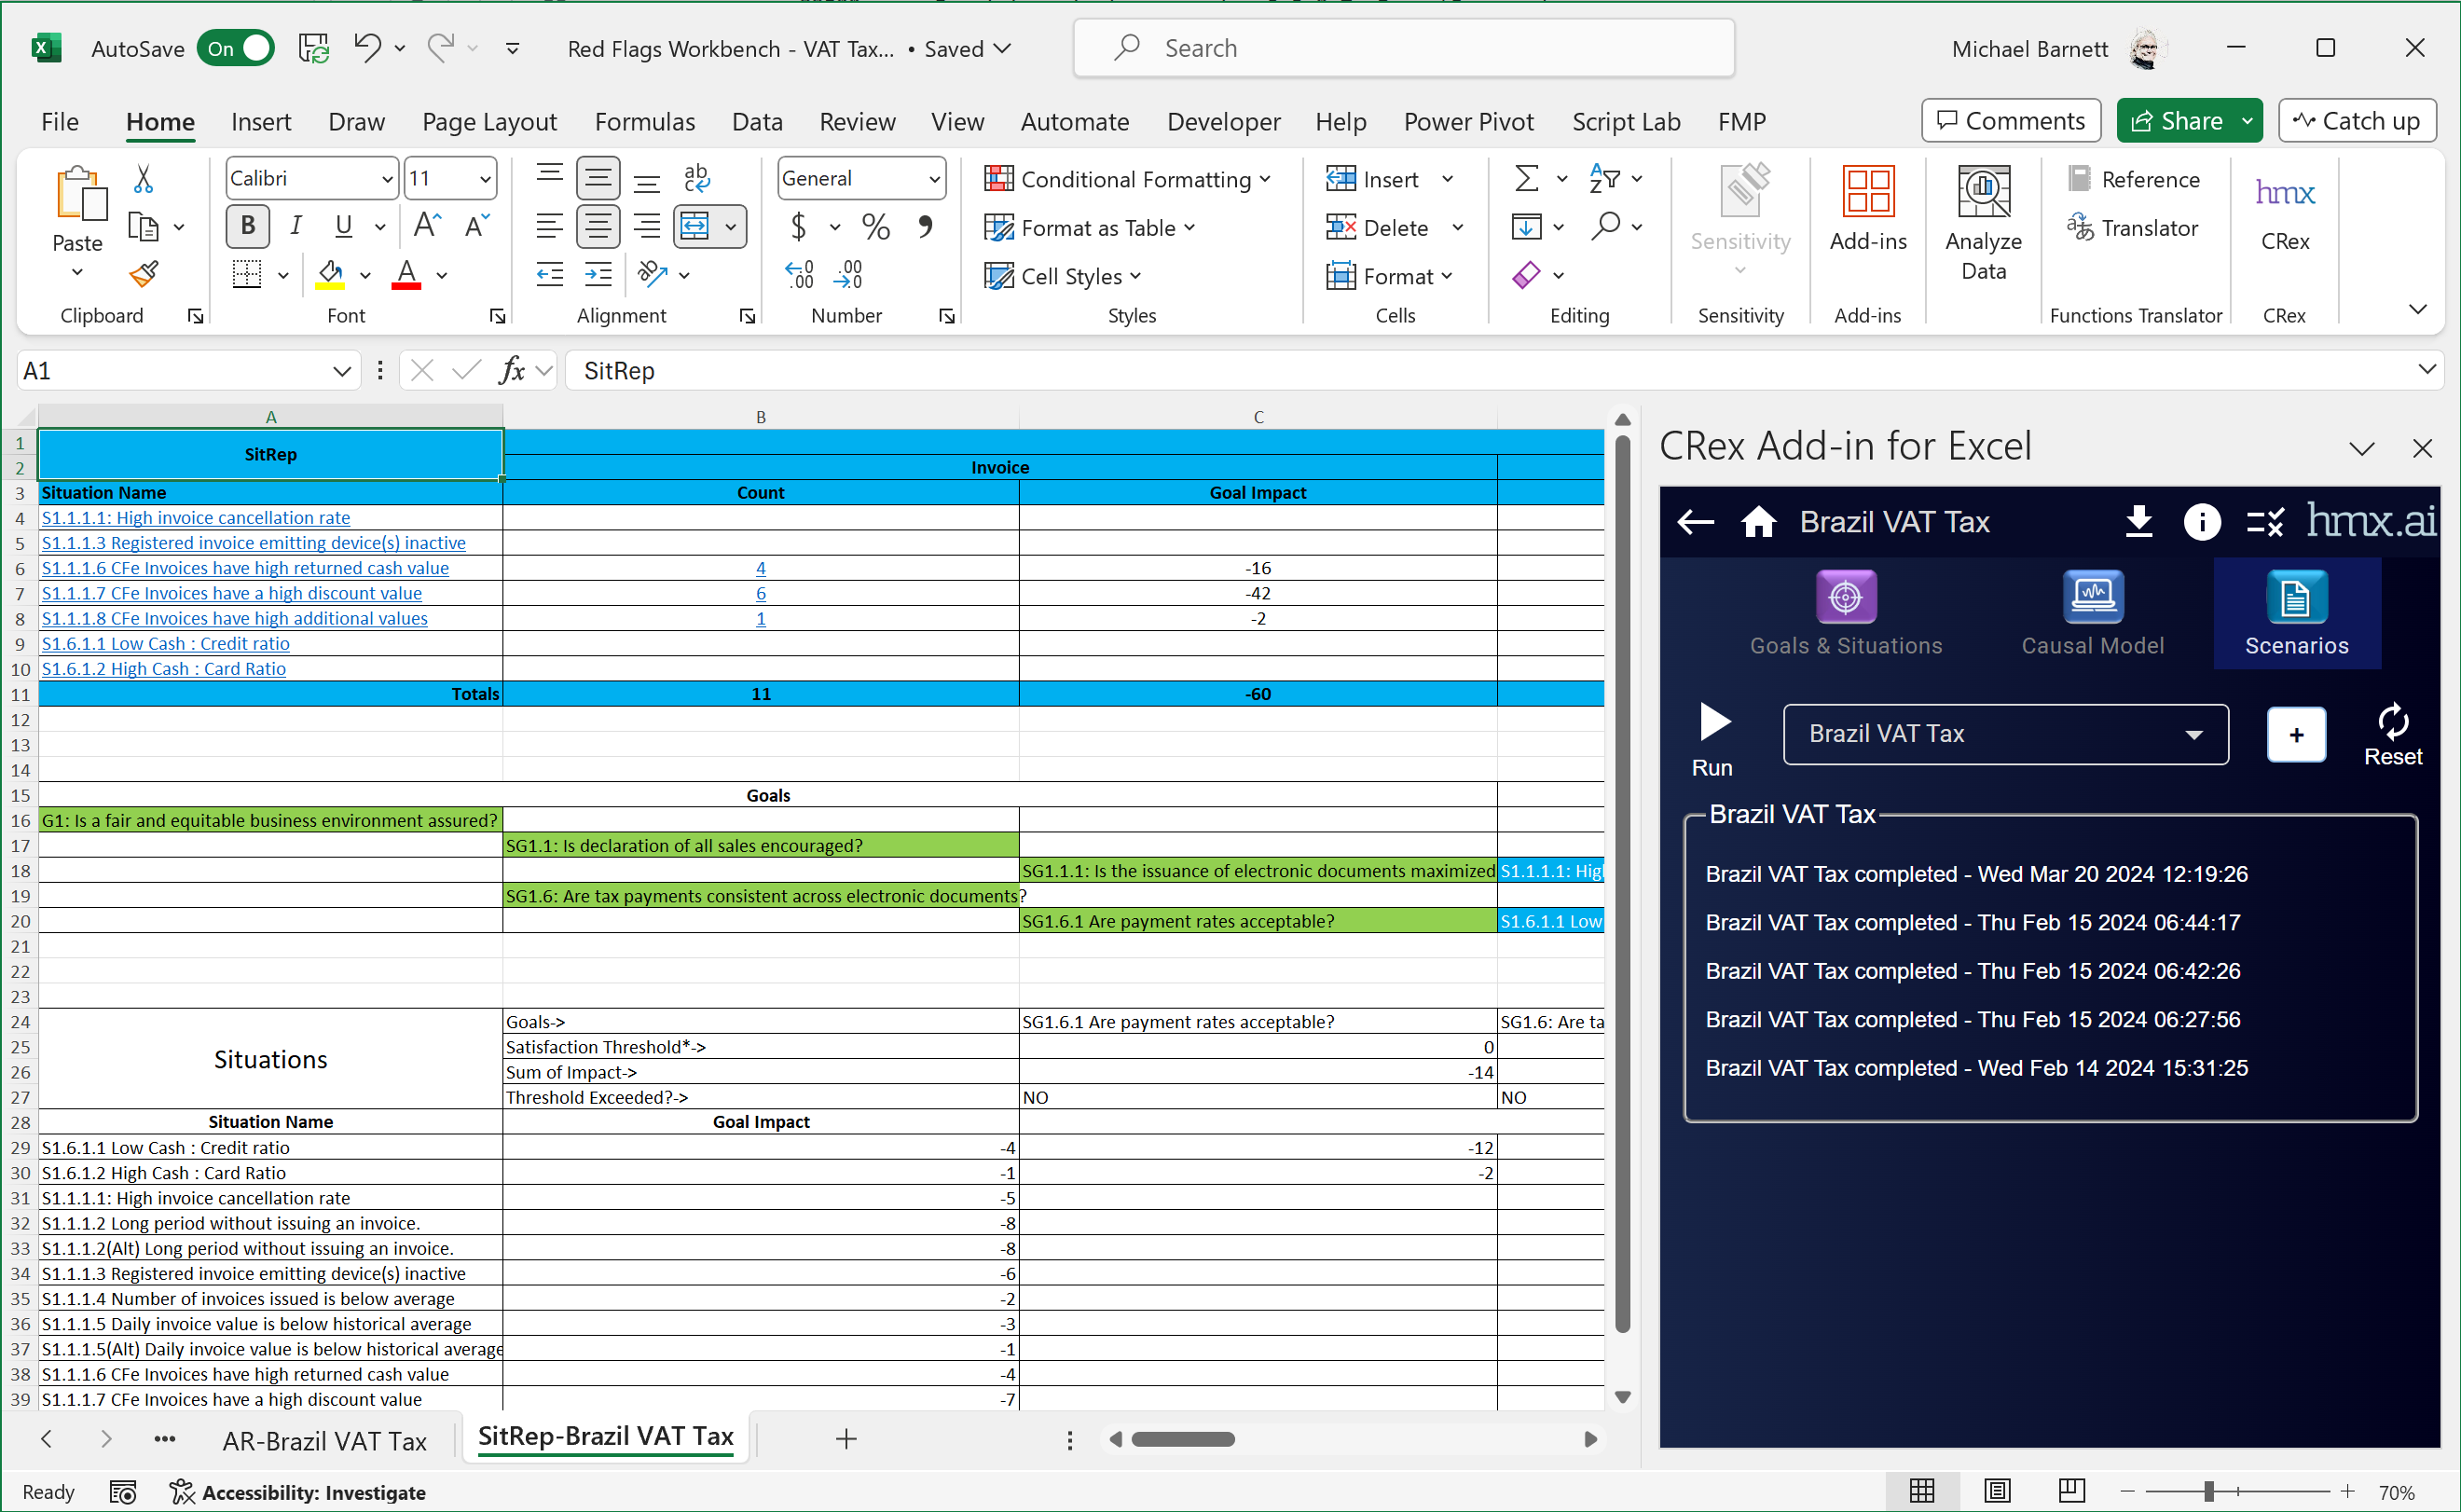 AutoSave On Red Flags Workbench - VAT Tax... • Saved Search Michael Barnett
File Home Insert Draw Page Layout Formulas Data Review View Automate Developer Help Power Pivot Script Lab FMP Comments Share Catch up
Paste
Clipboard
Calibri 11
B I U A A
A
Font
ab
c
Alignment
General
$ % 9
.0 .00
.00 .0
Number
Conditional Formatting
Format as Table
Cell Styles
Styles
Insert
Delete
Format
Cells
A
Z
Editing
Sensitivity
Sensitivity
Add-ins
Add-ins
Analyze
Data
Reference
Translator
Functions Translator
hmx
CRex
CRex
A1 fx SitRep
A B C
1 SitRep
2 Invoice
3 Situation Name Count Goal Impact
4 S1.1.1.1: High invoice cancellation rate
5 S1.1.1.3 Registered invoice emitting device(s) inactive
6 S1.1.1.6 CFe Invoices have high returned cash value 4 -16
7 S1.1.1.7 CFe Invoices have a high discount value 6 -42
8 S1.1.1.8 CFe Invoices have high additional values 1 -2
9 S1.6.1.1 Low Cash : Credit ratio
10 S1.6.1.2 High Cash : Card Ratio
11 Totals 11 -60
12
13
14
15 Goals
16 G1: Is a fair and equitable business environment assured?
17 SG1.1: Is declaration of all sales encouraged?
18 SG1.1.1: Is the issuance of electronic documents maximized S1.1.1.1: Hig
19 SG1.6: Are tax payments consistent across electronic documents?
20 SG1.6.1 Are payment rates acceptable? S1.6.1.1 Low
21
22
23
24 Goals-> SG1.6.1 Are payment rates acceptable? SG1.6: Are ta
25 Situations Satisfaction Threshold*-> 0
26 Sum of Impact-> -14
27 Threshold Exceeded?-> NO NO
28 Situation Name Goal Impact
29 S1.6.1.1 Low Cash : Credit ratio -4 -12
30 S1.6.1.2 High Cash : Card Ratio -1 -2
31 S1.1.1.1: High invoice cancellation rate -5
32 S1.1.1.2 Long period without issuing an invoice. -8
33 S1.1.1.2(Alt) Long period without issuing an invoice. -8
34 S1.1.1.3 Registered invoice emitting device(s) inactive -6
35 S1.1.1.4 Number of invoices issued is below average -2
36 S1.1.1.5 Daily invoice value is below historical average -3
37 S1.1.1.5(Alt) Daily invoice value is below historical average -1
38 S1.1.1.6 CFe Invoices have high returned cash value -4
39 S1.1.1.7 CFe Invoices have a high discount value -7
CRex Add-in for Excel
Brazil VAT Tax hmx.ai
Goals & Situations Causal Model Scenarios
Run Brazil VAT Tax + Reset
Brazil VAT Tax
Brazil VAT Tax completed - Wed Mar 20 2024 12:19:26
Brazil VAT Tax completed - Thu Feb 15 2024 06:44:17
Brazil VAT Tax completed - Thu Feb 15 2024 06:42:26
Brazil VAT Tax completed - Thu Feb 15 2024 06:27:56
Brazil VAT Tax completed - Wed Feb 14 2024 15:31:25
AR-Brazil VAT Tax SitRep-Brazil VAT Tax
Ready Accessibility: Investigate 70%